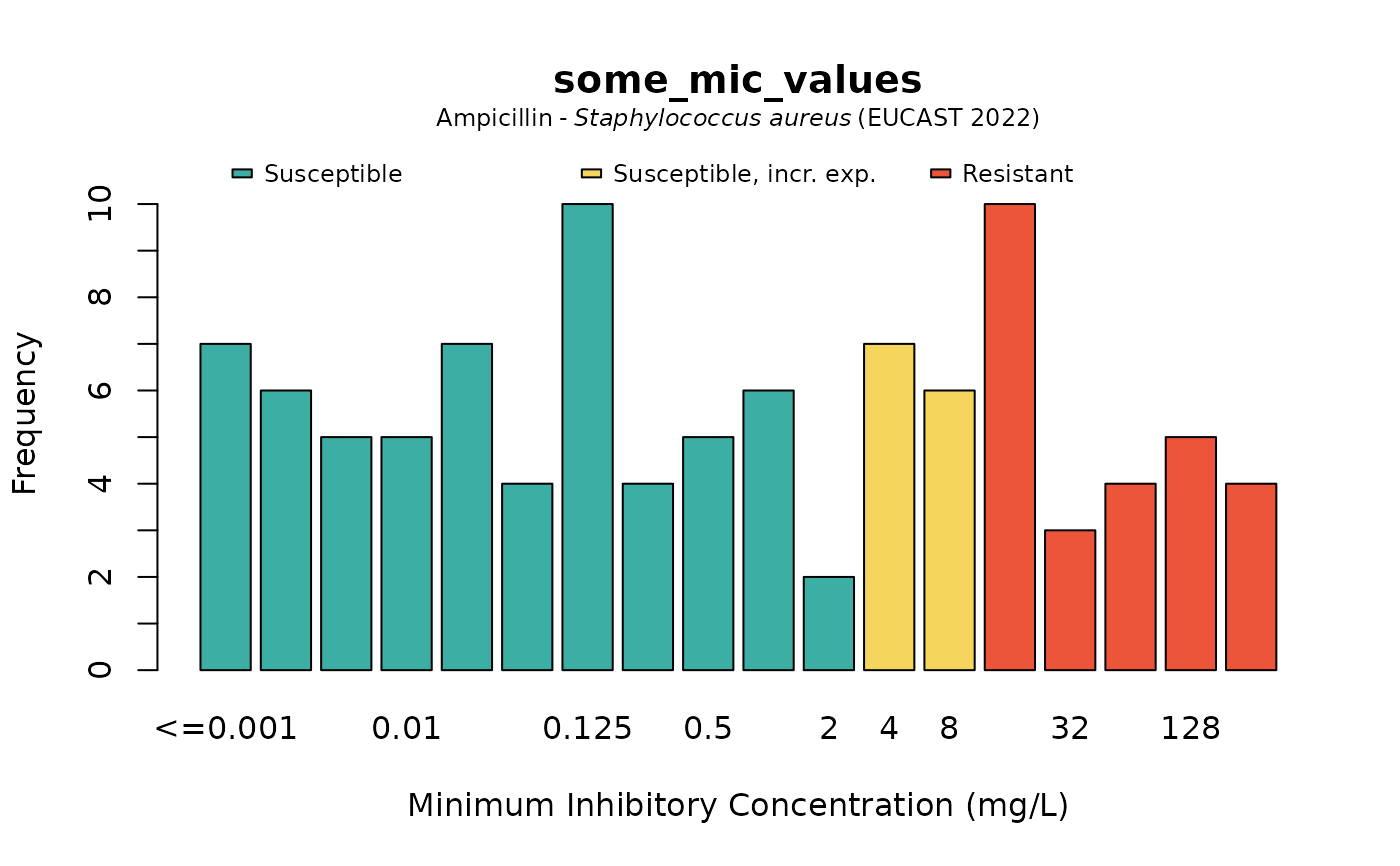 some_mic_values
Ampicillin - Staphylococcus aureus (EUCAST 2022)
Susceptible Susceptible, incr. exp. Resistant
10
8
6
4
2
0
Frequency
<=0.001 0.01 0.125 0.5 2 4 8 32 128
Minimum Inhibitory Concentration (mg/L)